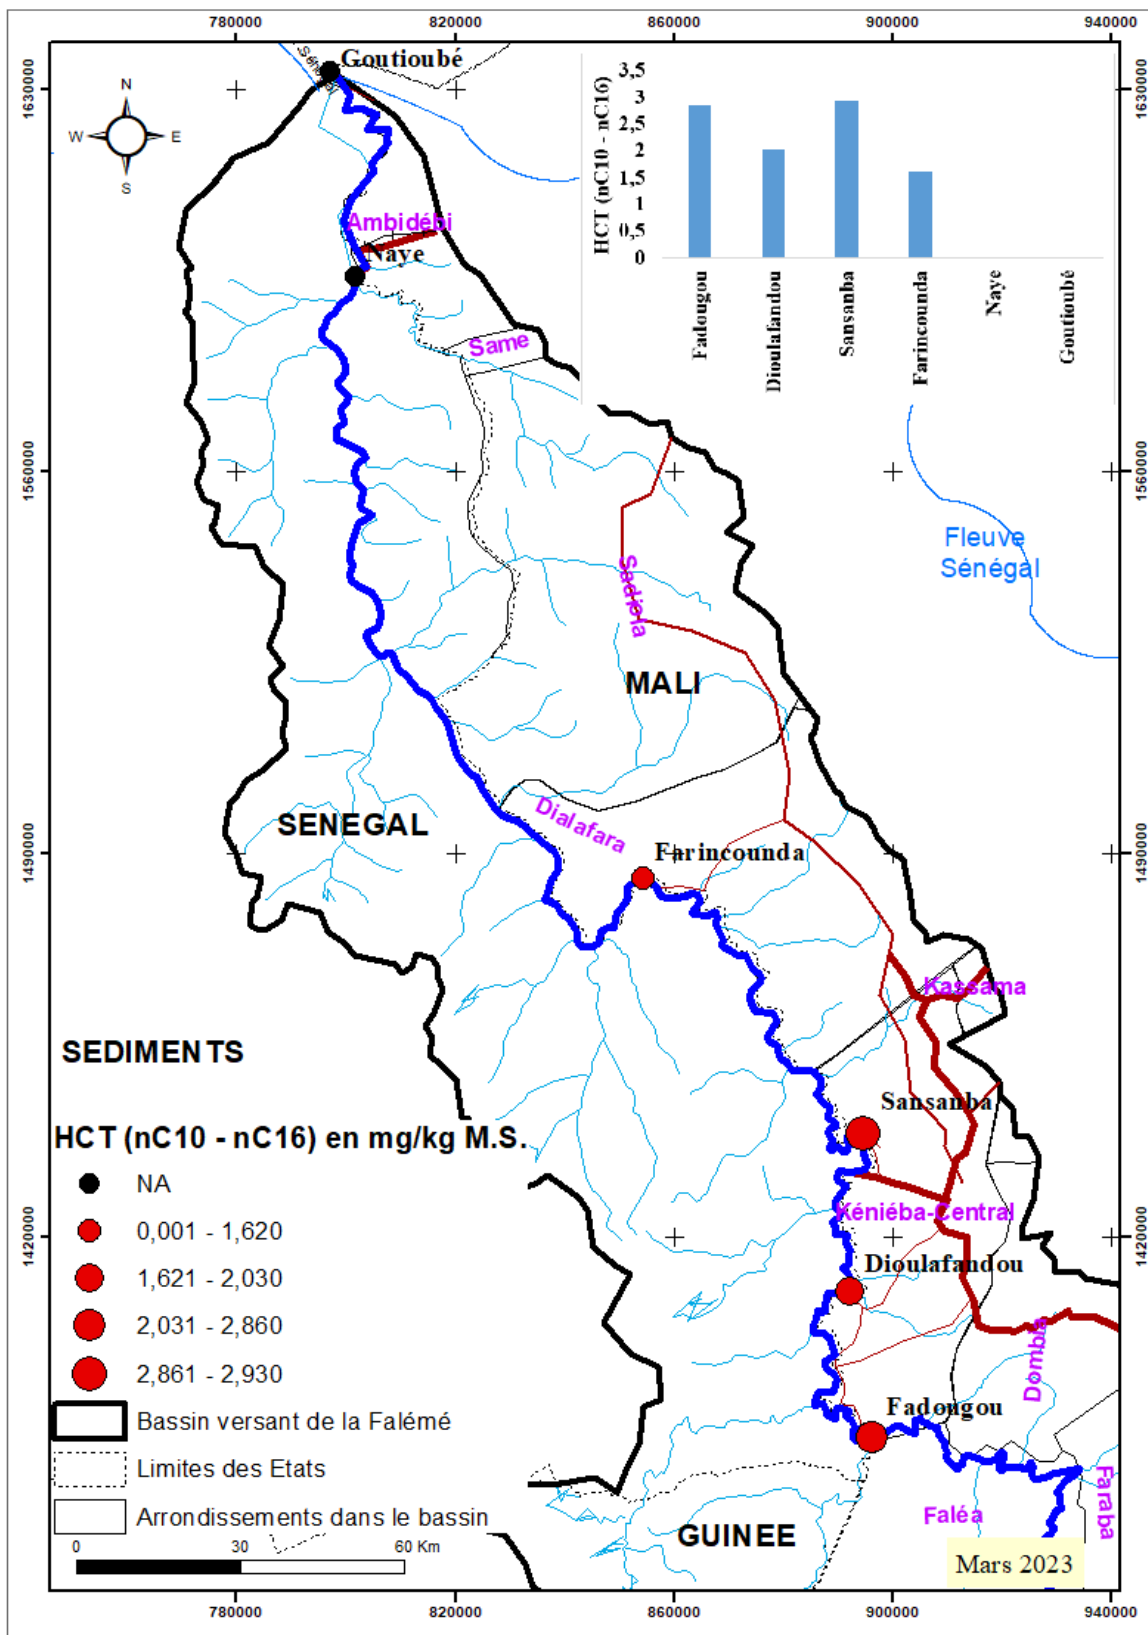 780000 820000 860000 900000 940000
1630000
1630000
Sénégal
Goutioubé
N
W E
S
HCT (nC10 - nC16)
3,5
3
2,5
2
1,5
1
0,5
0
Fadougou
Dioulafandou
Sansanba
Farincounda
Naye
Goutioubé
Ambidébi
Naye
Same
1560000
1560000
Fleuve
Sénégal
Sadiola
MALI
SENEGAL
Dialafara
Farincounda
1490000
1490000
Kassama
SEDIMENTS
Sansanba
HCT (nC10 - nC16) en mg/kg M.S.
NA
0,001 - 1,620
1,621 - 2,030
2,031 - 2,860
2,861 - 2,930
Bassin versant de la Falémé
Limites des Etats
Arrondissements dans le bassin
0 30 60 Km
Kéniéba-Central
1420000
1420000
Dioulafandou
Dombia
Fadougou
Faraba
Faléa
GUINEE
Mars 2023
780000 820000 860000 900000 940000